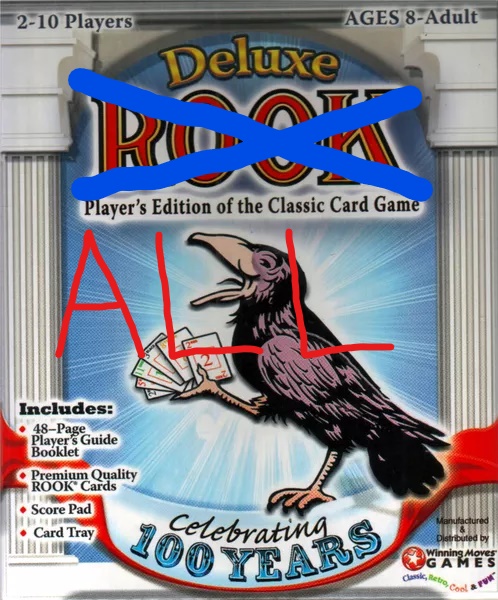 2-10 Players
AGES 8-Adult
Deluxe
ROOK
Player's Edition of the Classic Card Game
ALL
2
Includes:
• 48-Page
Player's Guide
Booklet
• Premium Quality
ROOK® Cards
• Score Pad
• Card Tray
Celebrating
100 YEARS
Manufactured
&
Distributed by
Winning Moves®
GAMES
Classic, Retro, Cool & FUN™